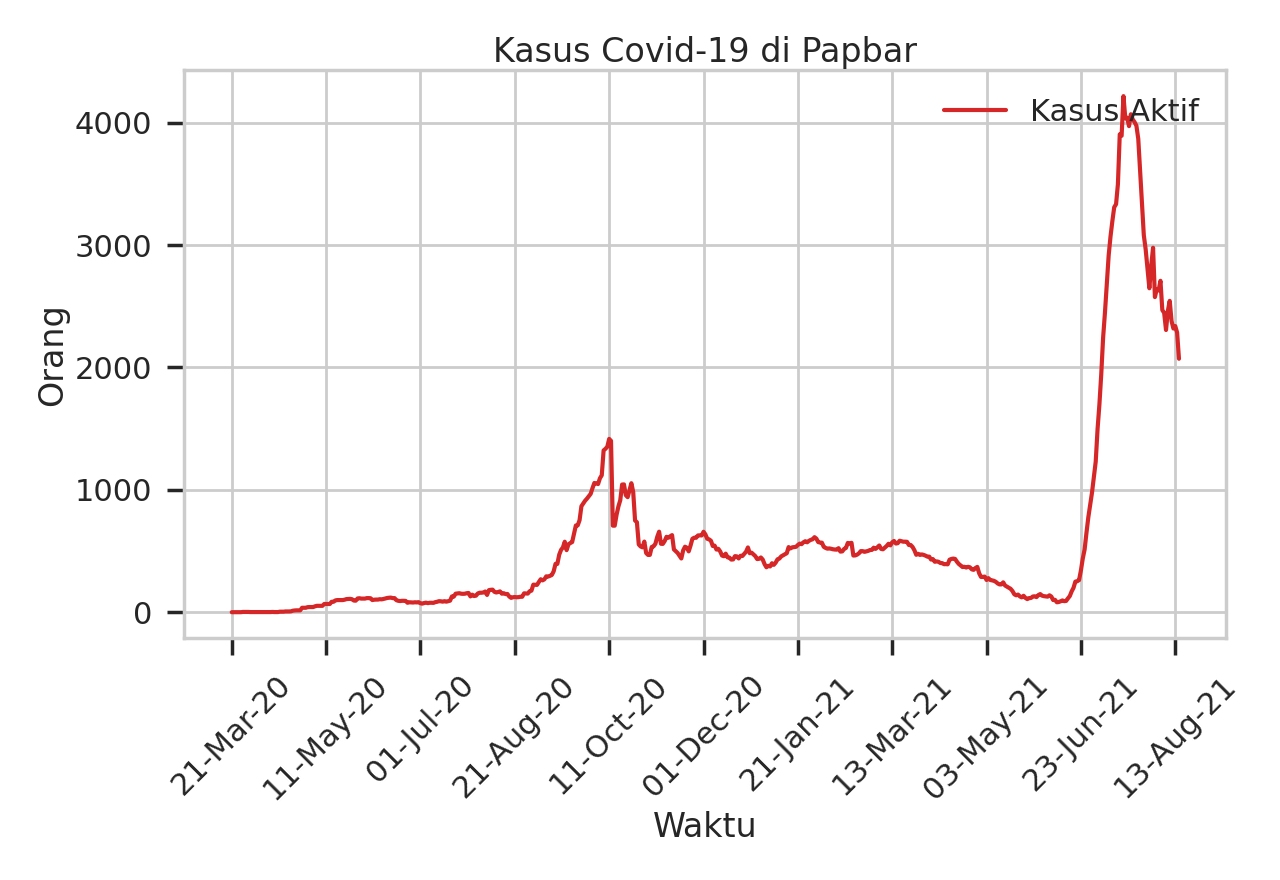 Kasus Covid-19 di Papbar
Kasus Aktif
Orang
4000
3000
2000
1000
0
21-Mar-20
11-May-20
01-Jul-20
21-Aug-20
11-Oct-20
01-Dec-20
21-Jan-21
13-Mar-21
03-May-21
23-Jun-21
13-Aug-21
Waktu